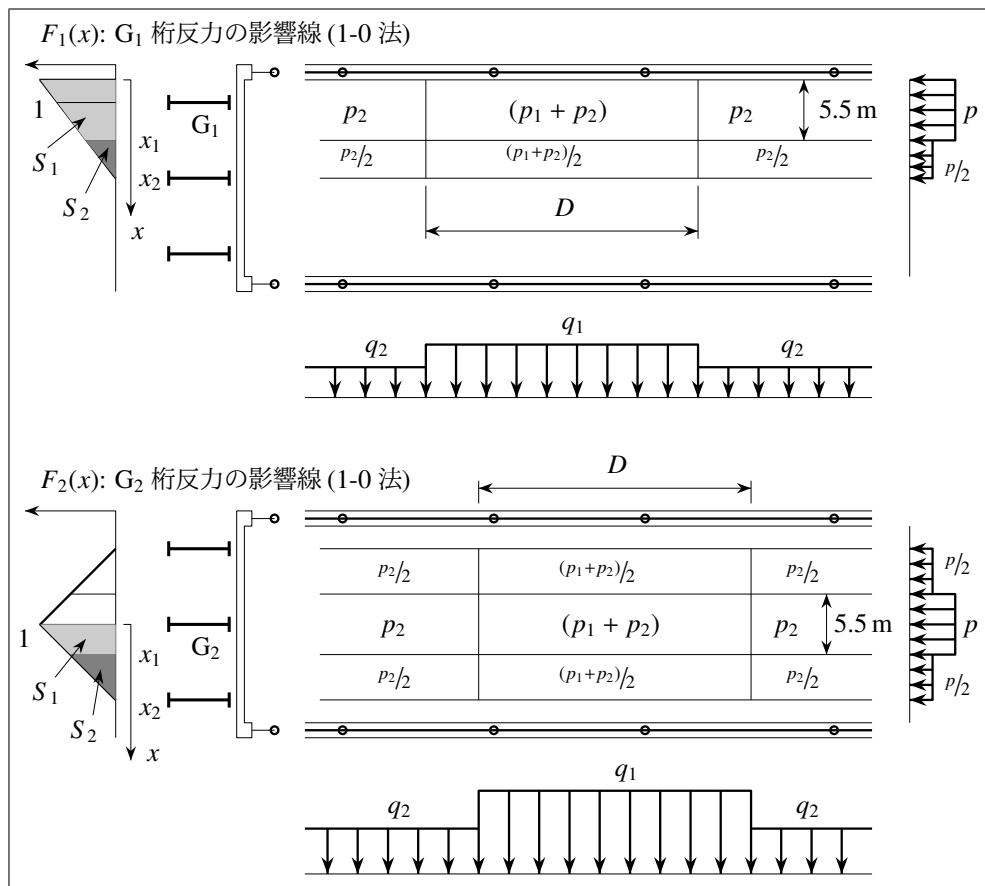 F₁(x): G₁ 桁反力の影響線 (1-0 法)
1
S₁
S₂
x₁
x₂
x
G₁
p₂
(p₁ + p₂)
p₂
5.5 m
p₂/2
(p₁+p₂)/2
p₂/2
D
p
p/2
q₂
q₁
q₂
F₂(x): G₂ 桁反力の影響線 (1-0 法)
D
1
S₁
S₂
x₁
x₂
x
G₂
p₂/2
(p₁+p₂)/2
p₂/2
p₂
(p₁ + p₂)
p₂
5.5 m
p₂/2
(p₁+p₂)/2
p₂/2
p/2
p
p/2
q₂
q₁
q₂